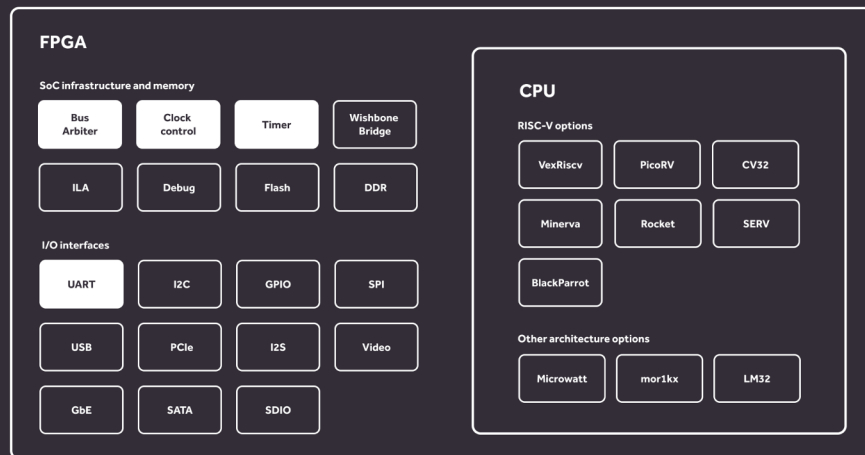 FPGA
SoC infrastructure and memory
Bus
Arbiter
Clock
control
Timer
Wishbone
Bridge
ILA
Debug
Flash
DDR
I/O interfaces
UART
I2C
GPIO
SPI
USB
PCIe
I2S
Video
GbE
SATA
SDIO
CPU
RISC-V options
VexRiscv
PicoRV
CV32
Minerva
Rocket
SERV
BlackParrot
Other architecture options
Microwatt
mor1kx
LM32